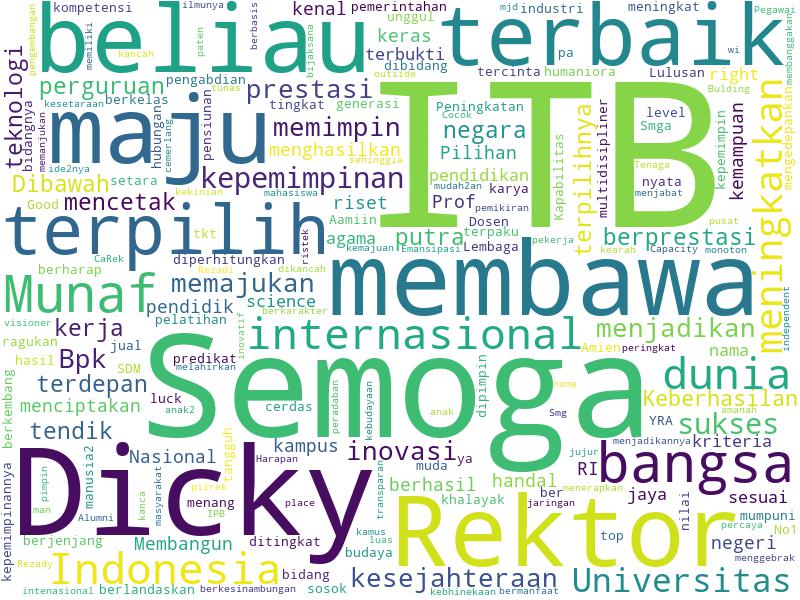 kompetensi
ilmunya
beliau
kenal
pemerintahan
mjd
industri
meningkat
Pegawai
pengembangan
memiliki
kancah
paten
berbasis
bijaksana
unggul
keras
terbukti
dibidang
terbaik
pa
wi
membanggakan
teknologi
bidangnya
perguruan
pengabdian
prestasi
tercinta
humaniora
Lulusan
right
outside
kesetaraan
berkelas
tunas
tingkat
generasi
ITB
Peningkatan
Cocok
level
Bulding
maju
memanjukan
hubungan
cemerlang
pensiunan
memimpin
negara
Smga
mengedepankan
menghasilkan
sehinggia
Pilihan
multidisipliner
kepemimpin
kemampuan
ide2nya
Dibawah
setara
kepemimpinan
pendidikan
Kapabilitas
terpilihnya
nyata
Tenaga
meningkatkan
mencetak
kekinian
mahasiswa
mudah2an
karya
menjabat
Good
riset
Prof
pemikiran
terpilih
tkt
ristek
Aamiin
Dosen
pusat
agama
putra
terpaku
pekerja
berprestasi
CaRek
diperhitungkan
kemajuan
Emansipasi
Lembaga
kearah
Capacity
monoton
berharap
Rezadi
dikancah
Munaf
memajukan
membawa
pendidik
science
berkarakter
independent
visioner
kerja
pelatihan
inovatif
internasional
menjadikan
ragukan
Bpk
jual
predikat
Amien
peringkat
nama
hasil
SDM
melahirkan
Semoga
terdepan
luck
dunia
berkembang
menciptakan
anak2
cerdas
peradaban
kebudayaan
anak
dipimpin
none
Keberhasilan
amanah
tendik
Smg
YRA
sukses
Dicky
manusia2
Nasional
tangguh
kampus
inovasi
ya
jujur
menjadikannya
kriteria
Harapan
bangsa
kepemimpinannya
pimpin
kanca
masyarakat
pilrek
muda
handal
RI
man
menang
place
transparan
berhasil
ber
menerapkan
jaya
sesuai
Alumni
IPB
khalayak
jaringan
nilai
Rektor
kamus
luas
percaya
mumpuni
No1
berjenjang
Membangun
ditingkat
top
negeri
budaya
menggebrak
Rezady
Indonesia
bidang
kesejahteraan
Universitas
intenasional
berlandaskan
berkesinambungan
sosok
kebhinekaan
bermanfaat